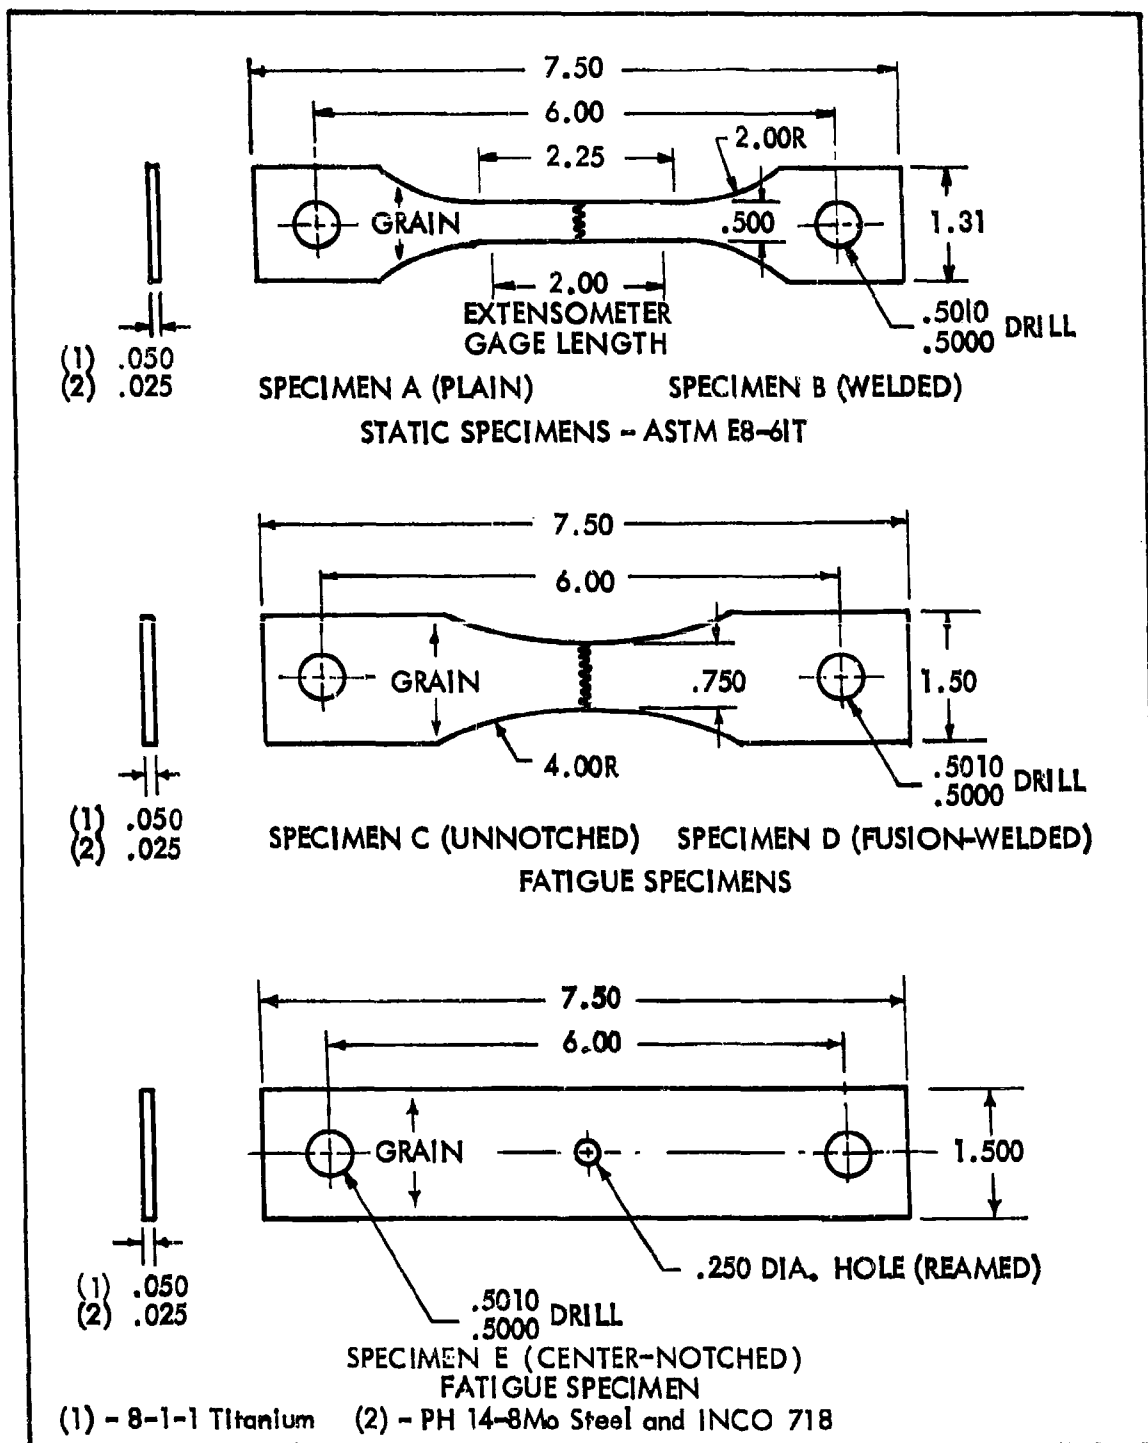 7.50
6.00
2.25
2.00R
GRAIN
.500
1.31
2.00
EXTENSOMETER
GAGE LENGTH
.5010
.5000 DRILL
(1) .050
(2) .025
SPECIMEN A (PLAIN) SPECIMEN B (WELDED)
STATIC SPECIMENS - ASTM E8-61T
7.50
6.00
GRAIN
.750
1.50
4.00R
.5010
.5000 DRILL
(1) .050
(2) .025
SPECIMEN C (UNNOTCHED) SPECIMEN D (FUSION-WELDED)
FATIGUE SPECIMENS
7.50
6.00
GRAIN
1.500
.250 DIA. HOLE (REAMED)
(1) .050
(2) .025
.5010
.5000 DRILL
SPECIMEN E (CENTER-NOTCHED)
FATIGUE SPECIMEN
(1) - 8-1-1 Titanium (2) - PH 14-8Mo Steel and INCO 718